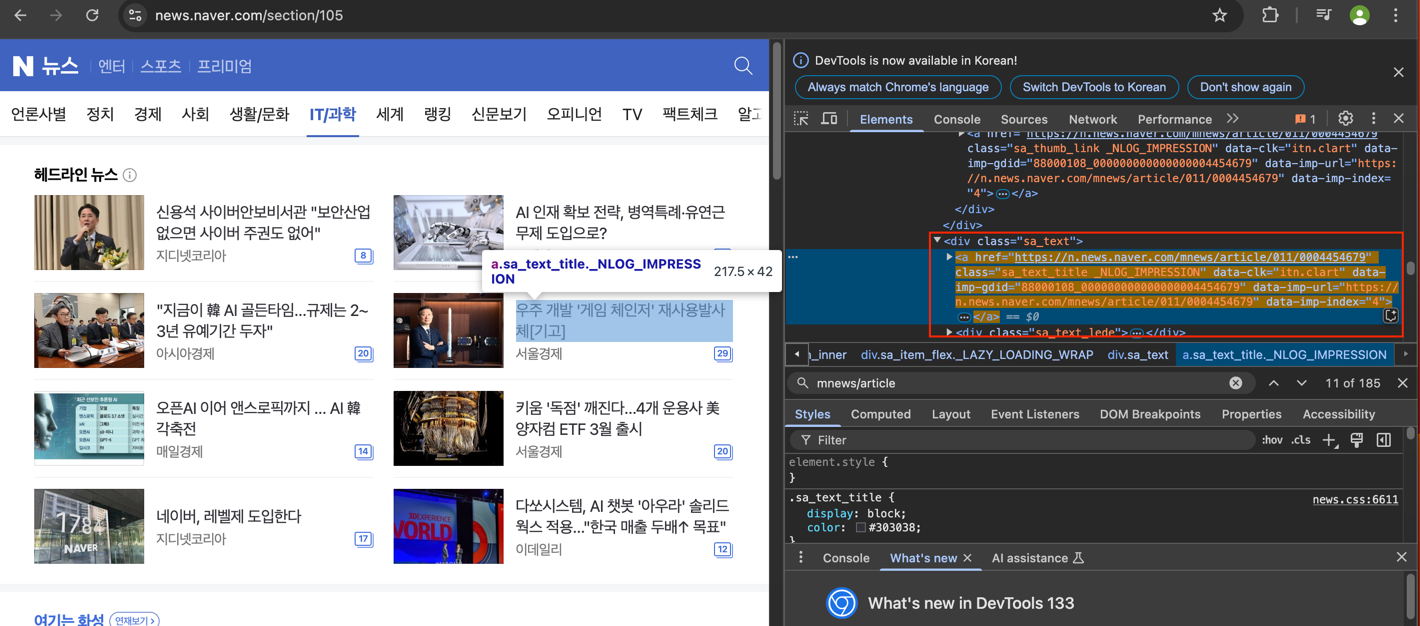 news.naver.com/section/105
N 뉴스 엔터 스포츠 프리미엄
언론사별 정치 경제 사회 생활/문화 IT/과학 세계 랭킹 신문보기 오피니언 TV 팩트체크
헤드라인 뉴스
신용석 사이버안보비서관 "보안산업
없으면 사이버 주권도 없어"
지디넷코리아
8
AI 인재 확보 전략, 병역특례·유연근
무제 도입으로?
a.sa_text_title._NLOG_IMPRESS
ION
217.5 × 42
"지금이 韓 AI 골든타임...규제는 2~
3년 유예기간 두자"
아시아경제
20
우주 개발 '게임 체인저' 재사용발사
체[기고]
서울경제
29
오픈AI 이어 앤스로픽까지 … AI 韓
각축전
매일경제
14
키움 '독점' 깨진다...4개 운용사 美
양자컴 ETF 3월 출시
서울경제
20
네이버, 레벨제 도입한다
지디넷코리아
17
1784
NAVER
다쏘시스템, AI 챗봇 '아우라' 솔리드
웍스 적용..."한국 매출 두배↑ 목표"
이데일리
12
여기는 화성 연재보기 >
DevTools is now available in Korean!
Always match Chrome's language
Switch DevTools to Korean
Don't show again
Elements Console Sources Network Performance
1
<a href="https://n.news.naver.com/mnews/article/011/0004454679"
class="sa_thumb_link _NLOG_IMPRESSION" data-clk="itn.clart" data-
imp-gdid="88000108_000000000000000004454679" data-imp-url="https:
//n.news.naver.com/mnews/article/011/0004454679" data-imp-index=
"4"> … </a>
</div>
</div>
<div class="sa_text">
<a href="https://n.news.naver.com/mnews/article/011/0004454679"
class="sa_text_title _NLOG_IMPRESSION" data-clk="itn.clart" data-
imp-gdid="88000108_000000000000000004454679" data-imp-url="https://
n.news.naver.com/mnews/article/011/0004454679" data-imp-index="4">
… </a> == $0
<div class="sa_text_lede"> … </div>
_inner div.sa_item_flex._LAZY_LOADING_WRAP div.sa_text a.sa_text_title._NLOG_IMPRESSION
mnews/article
11 of 185
Styles Computed Layout Event Listeners DOM Breakpoints Properties Accessibility
Filter
:hov .cls
element.style {
}
.sa_text_title {
news.css:6611
display: block;
color: #303038;
}
Console What's new AI assistance
What's new in DevTools 133